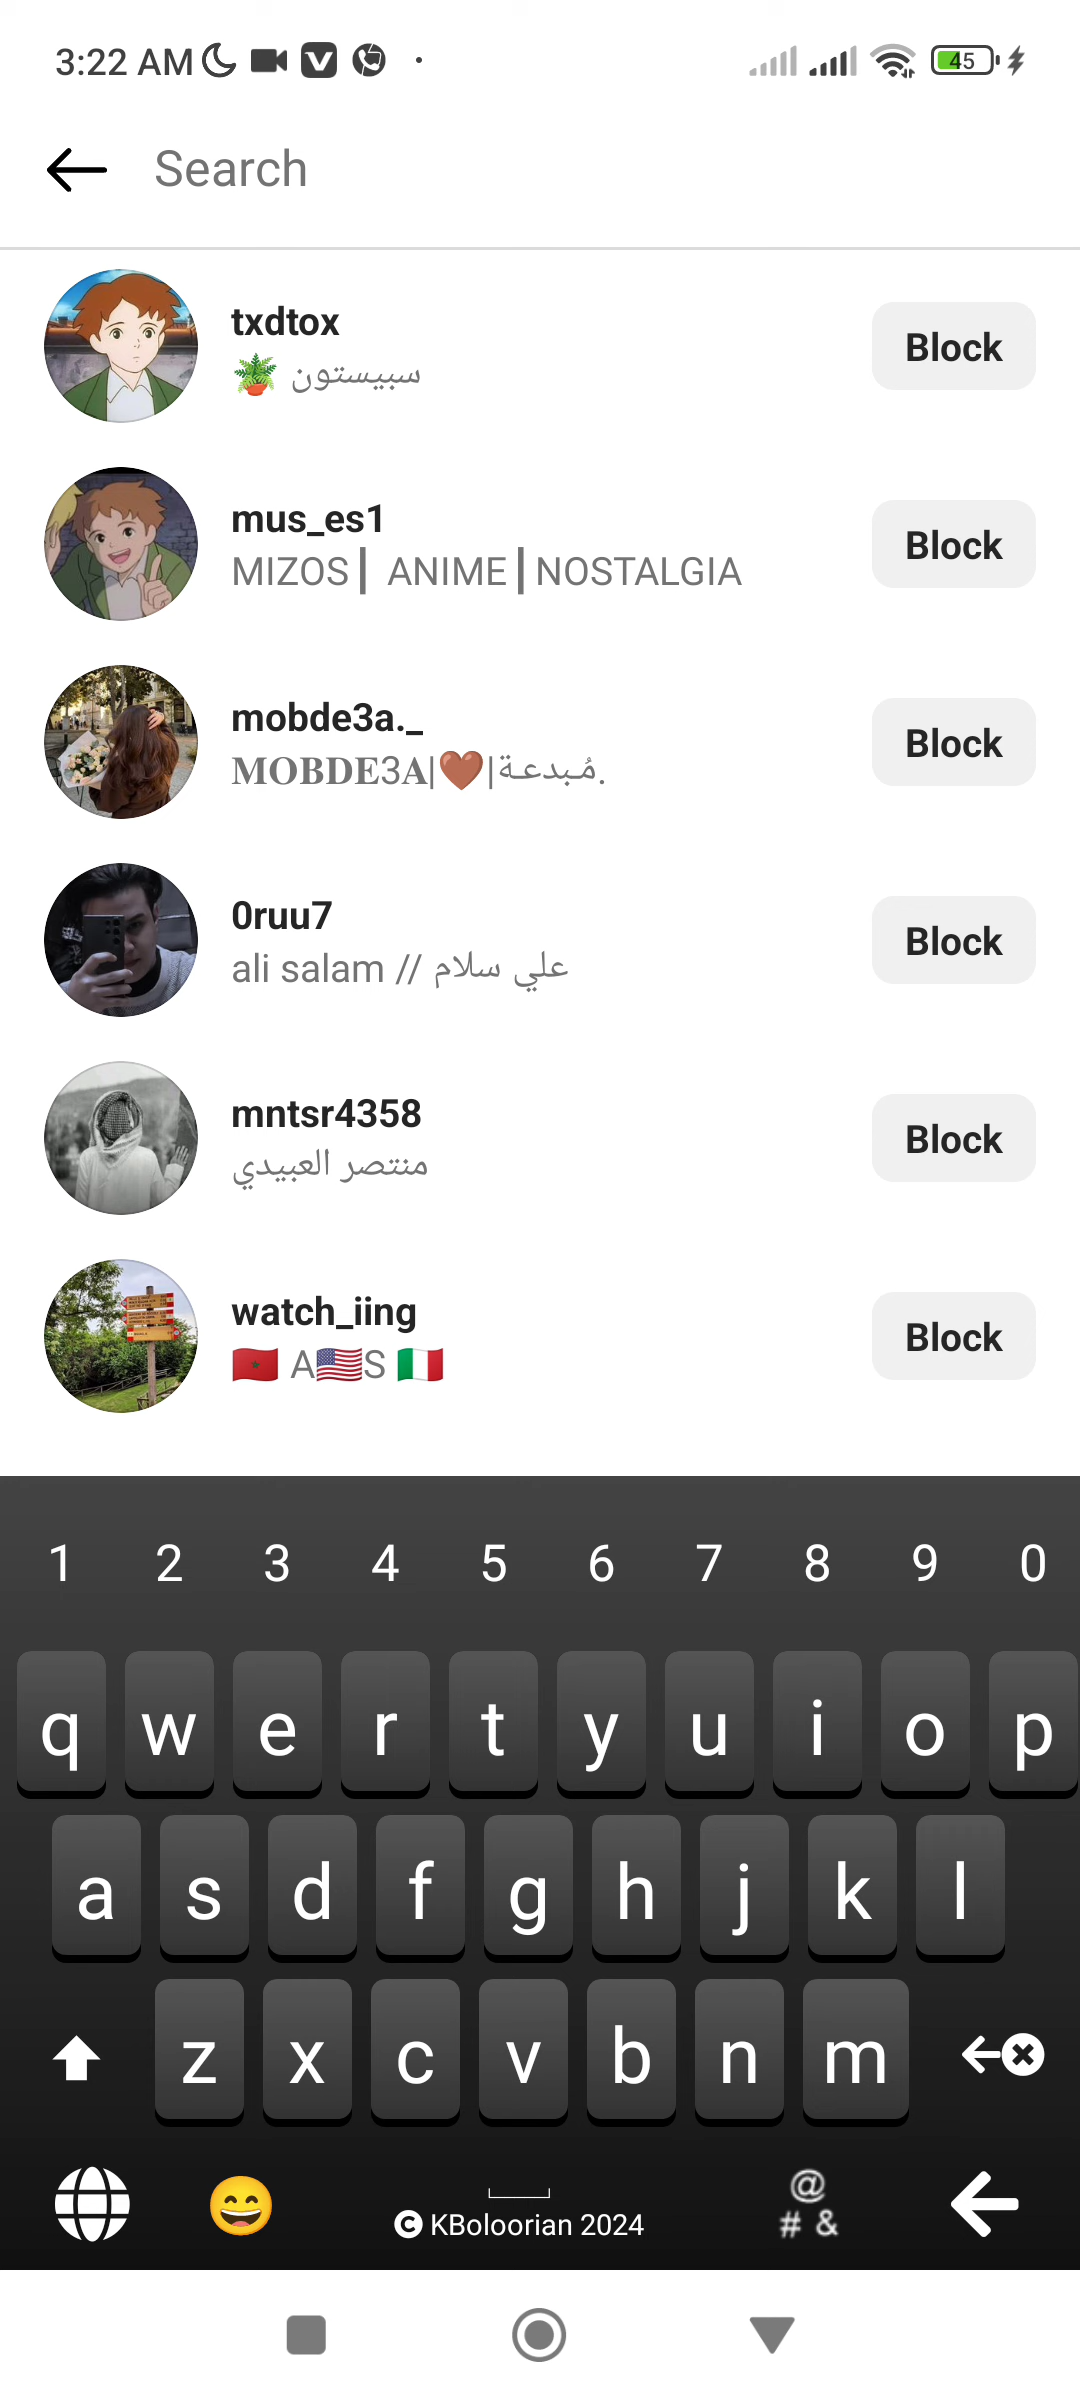 3:22 AM
45
Search
txdtox
🪴 سبيستون
Block
mus_es1
MIZOS┃ ANIME┃NOSTALGIA
Block
mobde3a._
𝐌𝐎𝐁𝐃𝐄3𝐀|🤎|مُـبدعـة.
Block
0ruu7
ali salam // علي سلام
Block
mntsr4358
منتصر العبيدي
Block
watch_iing
🇲🇦 A🇺🇸S 🇮🇹
Block
1 2 3 4 5 6 7 8 9 0
q w e r t y u i o p
a s d f g h j k l
z x c v b n m
@
# &
© KBoloorian 2024